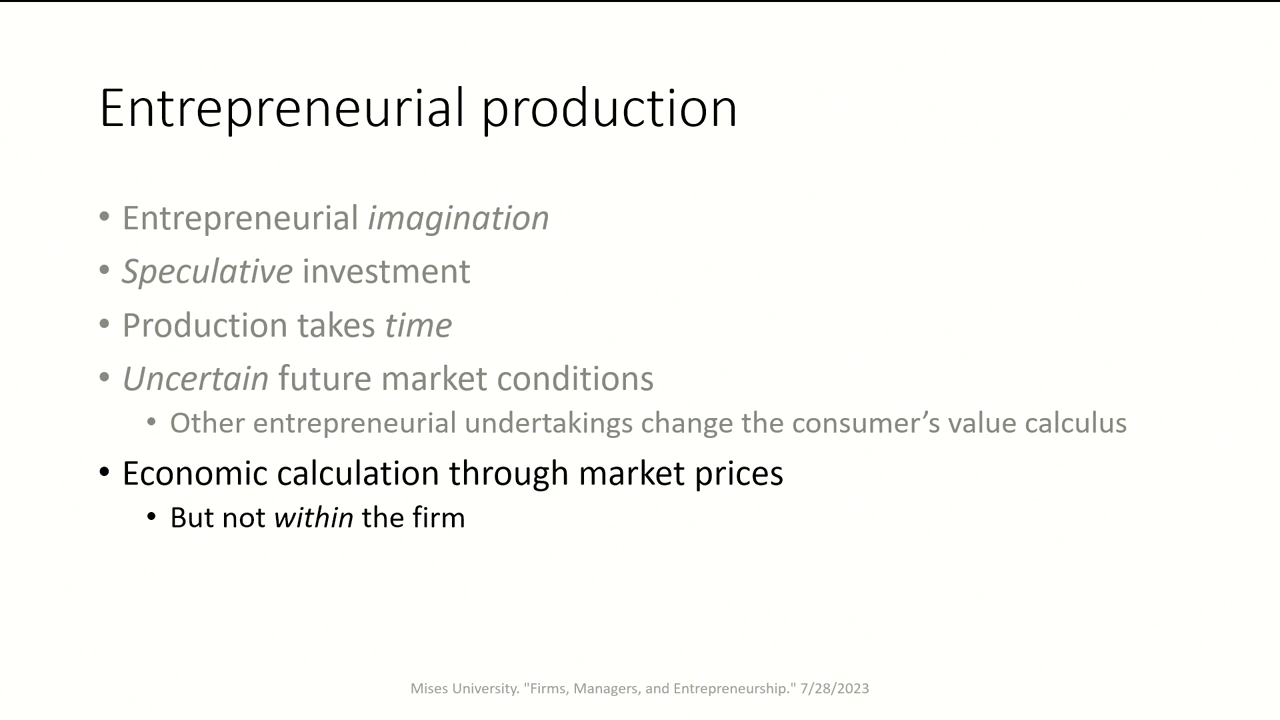 Entrepreneurial production
• Entrepreneurial imagination
• Speculative investment
• Production takes time
• Uncertain future market conditions
• Other entrepreneurial undertakings change the consumer’s value calculus
• Economic calculation through market prices
• But not within the firm
Mises University. "Firms, Managers, and Entrepreneurship." 7/28/2023